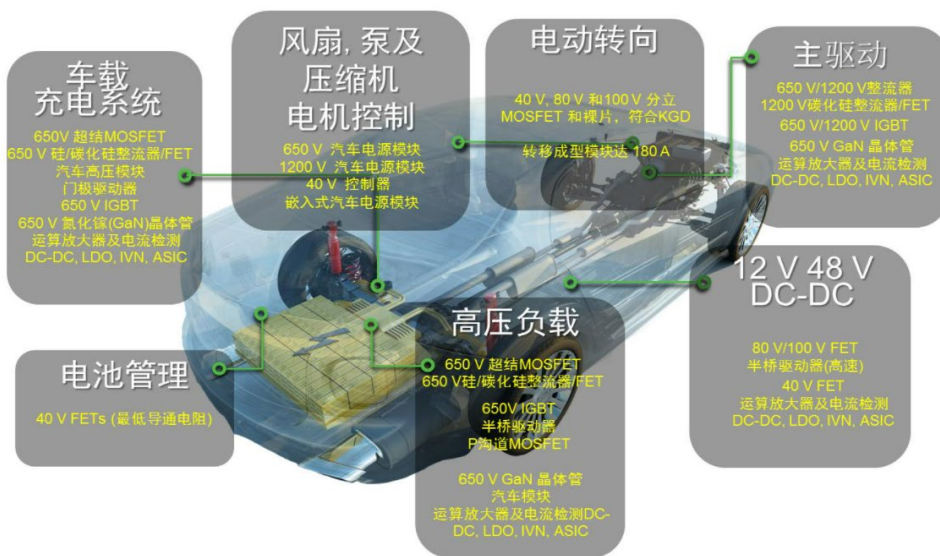 车载
充电系统
650V 超结MOSFET
650 V 硅/碳化硅整流器/FET
汽车高压模块
门极驱动器
650 V IGBT
650 V 氮化镓(GaN)晶体管
运算放大器及电流检测
DC-DC, LDO, IVN, ASIC
风扇, 泵及
压缩机
电机控制
650 V 汽车电源模块
1200 V 汽车电源模块
40 V 控制器
嵌入式汽车电源模块
电动转向
40 V, 80 V 和100 V 分立
MOSFET 和裸片，符合KGD
转移成型模块达 180 A
主驱动
650 V/1200 V整流器
1200 V碳化硅整流器/FET
650 V/1200 V IGBT
650 V GaN 晶体管
运算放大器及电流检测
DC-DC, LDO, IVN, ASIC
电池管理
40 V FETs (最低导通电阻)
高压负载
650 V 超结MOSFET
650 V硅/碳化硅整流器/FET
650V IGBT
半桥驱动器
P沟道MOSFET
650 V GaN 晶体管
汽车模块
运算放大器及电流检测DC-
DC, LDO, IVN, ASIC
12 V 48 V
DC-DC
80 V/100 V FET
半桥驱动器(高速)
40 V FET
运算放大器及电流检测
DC-DC, LDO, IVN, ASIC